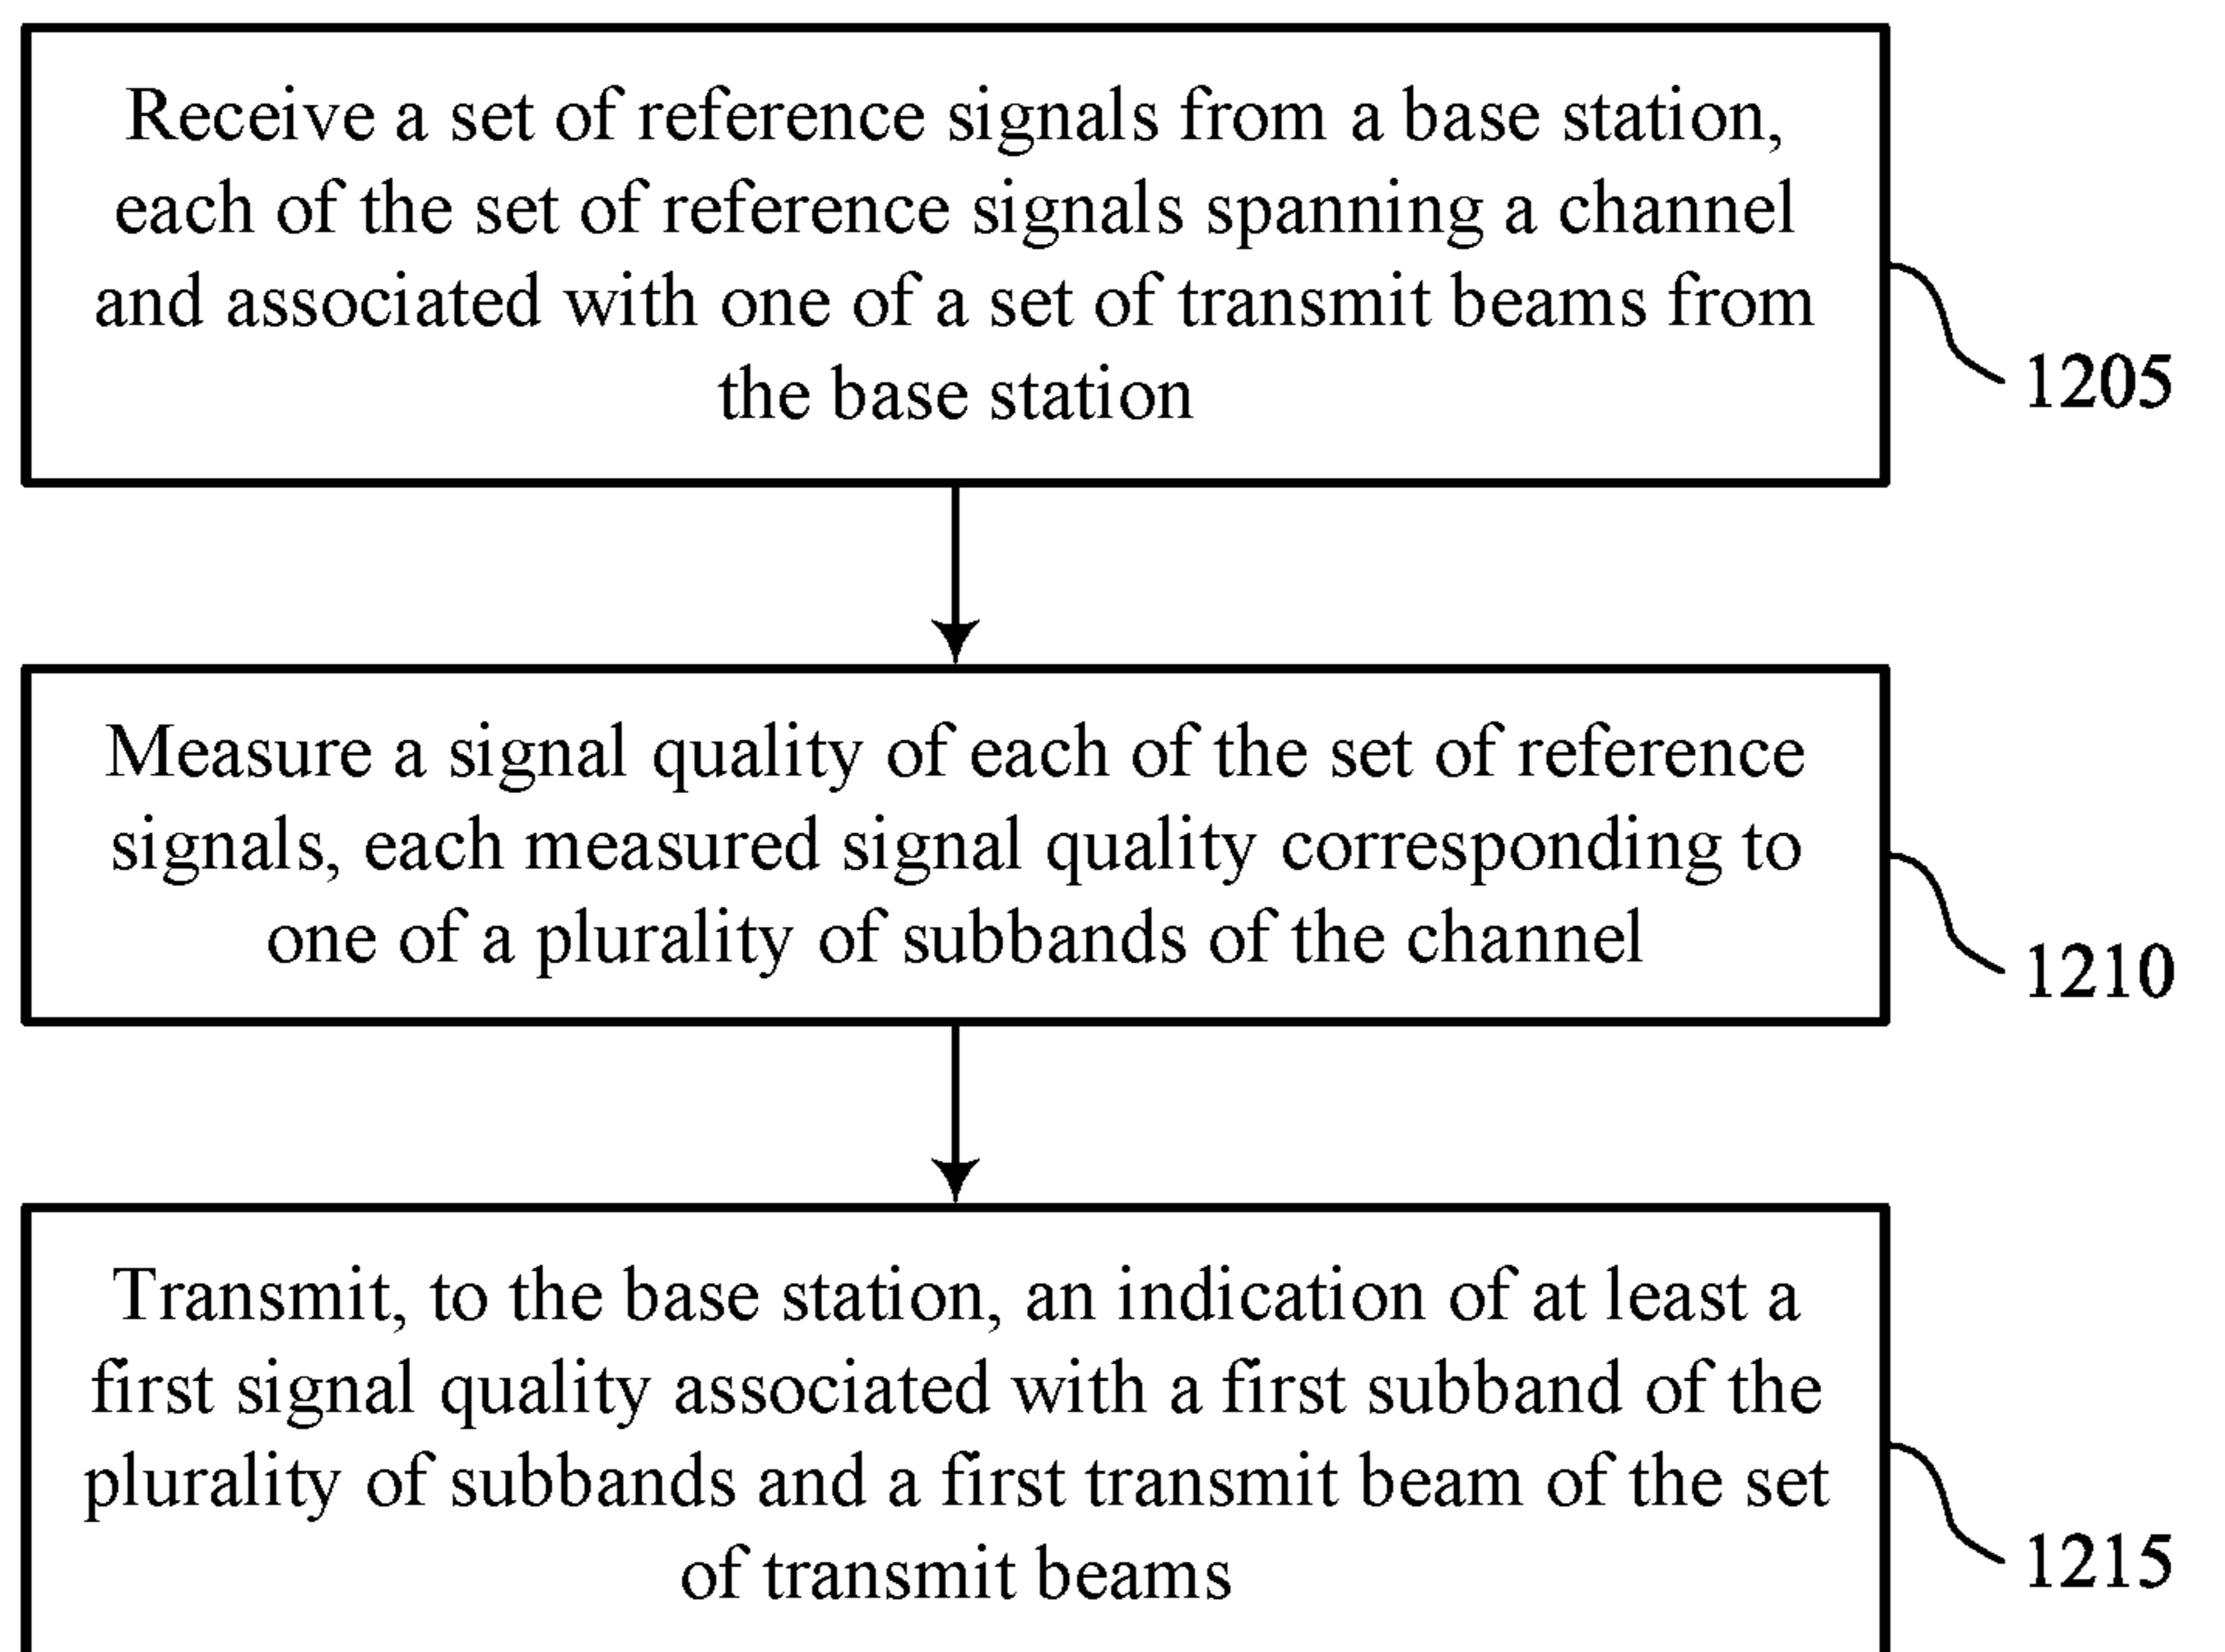 Receive a set of reference signals from a base station,
each of the set of reference signals spanning a channel
and associated with one of a set of transmit beams from
the base station
1205
Measure a signal quality of each of the set of reference
signals, each measured signal quality corresponding to
one of a plurality of subbands of the channel
1210
Transmit, to the base station, an indication of at least a
first signal quality associated with a first subband of the
plurality of subbands and a first transmit beam of the set
of transmit beams
1215